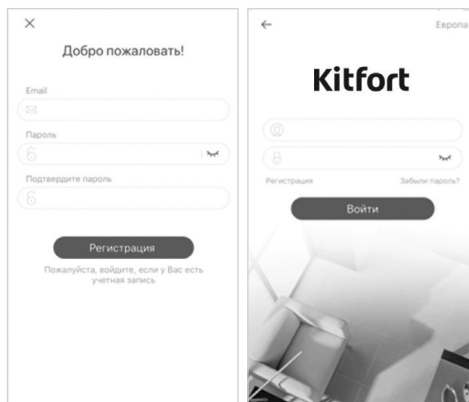 Добро пожаловать!
Email
Пароль
Подтвердите пароль
Регистрация
Пожалуйста, войдите, если у Вас есть
учетная запись
Европа
Kitfort
Регистрация
Забыли пароль?
Войти